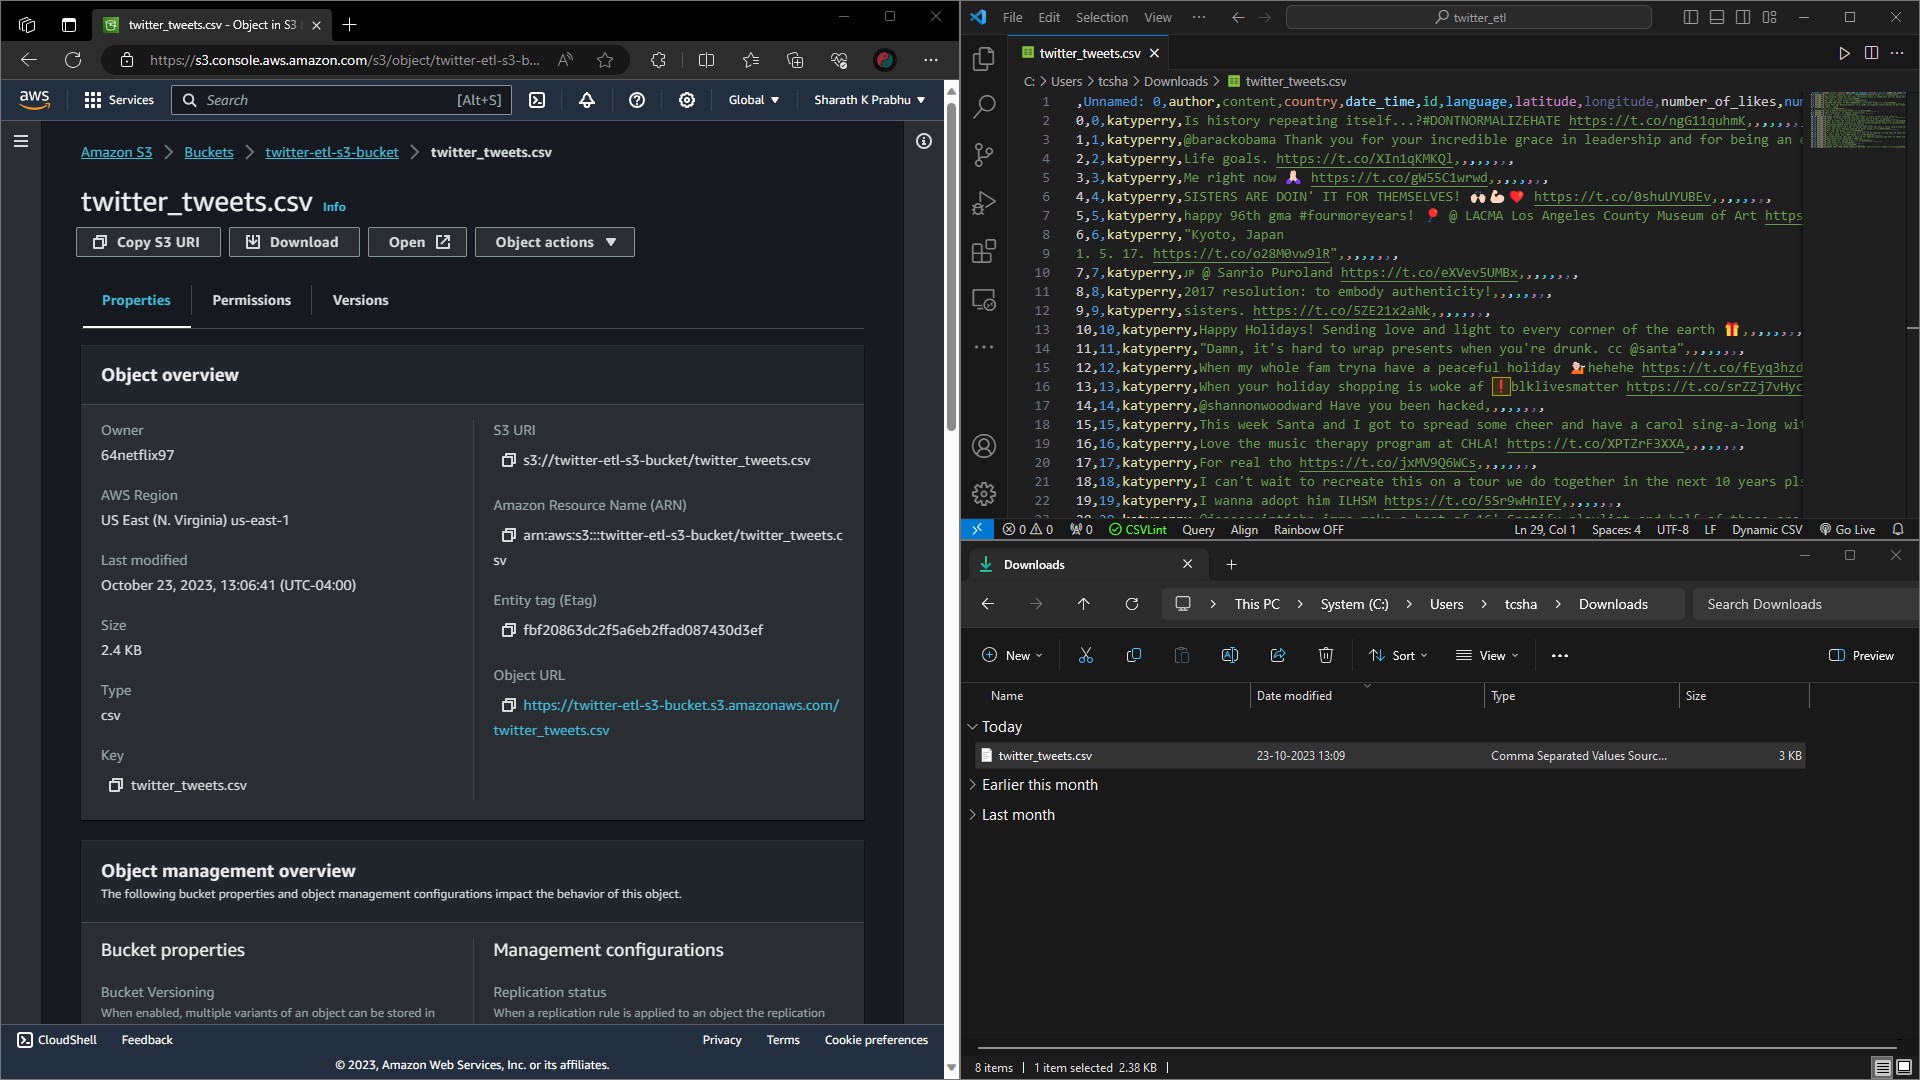 twitter_tweets.csv - Object in S3
https://s3.console.aws.amazon.com/s3/object/twitter-etl-s3-b...
aws
Services
Search [Alt+S]
Global
Sharath K Prabhu
Amazon S3 > Buckets > twitter-etl-s3-bucket > twitter_tweets.csv
twitter_tweets.csv Info
Copy S3 URI
Download
Open
Object actions
Properties
Permissions
Versions
Object overview
Owner
64netflix97
AWS Region
US East (N. Virginia) us-east-1
Last modified
October 23, 2023, 13:06:41 (UTC-04:00)
Size
2.4 KB
Type
csv
Key
twitter_tweets.csv
S3 URI
s3://twitter-etl-s3-bucket/twitter_tweets.csv
Amazon Resource Name (ARN)
arn:aws:s3:::twitter-etl-s3-bucket/twitter_tweets.c
sv
Entity tag (Etag)
fbf20863dc2f5a6eb2ffad087430d3ef
Object URL
https://twitter-etl-s3-bucket.s3.amazonaws.com/
twitter_tweets.csv
Object management overview
The following bucket properties and object management configurations impact the behavior of this object.
Bucket properties
Bucket Versioning
When enabled, multiple variants of an object can be stored in
Management configurations
Replication status
When a replication rule is applied to an object the replication
CloudShell
Feedback
Privacy
Terms
Cookie preferences
© 2023, Amazon Web Services, Inc. or its affiliates.
File Edit Selection View ···
twitter_etl
twitter_tweets.csv
C: > Users > tcsha > Downloads > twitter_tweets.csv
1 ,Unnamed: 0,author,content,country,date_time,id,language,latitude,longitude,number_of_likes,num
2 0,0,katyperry,Is history repeating itself...?#DONTNORMALIZEHATE https://t.co/ngG11quhmK,,,,,,,,
3 1,1,katyperry,@barackobama Thank you for your incredible grace in leadership and for being an e
4 2,2,katyperry,Life goals. https://t.co/XIn1qKMKQl,,,,,,,,
5 3,3,katyperry,Me right now 🙏🏻 https://t.co/gW55C1wrwd,,,,,,,,
6 4,4,katyperry,SISTERS ARE DOIN' IT FOR THEMSELVES! 🙌🏻💪🏻❤️ https://t.co/0shuUYUBEv,,,,,,,,
7 5,5,katyperry,happy 96th gma #fourmoreyears! 🎈 @ LACMA Los Angeles County Museum of Art https
8 6,6,katyperry,"Kyoto, Japan
9 1. 5. 17. https://t.co/o28M0vw9lR",,,,,,,,
10 7,7,katyperry,🇯🇵 @ Sanrio Puroland https://t.co/eXVev5UMBx,,,,,,,,
11 8,8,katyperry,2017 resolution: to embody authenticity!,,,,,,,,
12 9,9,katyperry,sisters. https://t.co/5ZE21x2aNk,,,,,,,,
13 10,10,katyperry,Happy Holidays! Sending love and light to every corner of the earth 🎁,,,,,,,,
14 11,11,katyperry,"Damn, it's hard to wrap presents when you're drunk. cc @santa",,,,,,,,
15 12,12,katyperry,When my whole fam tryna have a peaceful holiday 💁🏻hehehe https://t.co/fEyq3hzd
16 13,13,katyperry,When your holiday shopping is woke af ❗blklivesmatter https://t.co/srZZj7vHyc
17 14,14,katyperry,@shannonwoodward Have you been hacked,,,,,,,,
18 15,15,katyperry,This week Santa and I got to spread some cheer and have a carol sing-a-long wi
19 16,16,katyperry,Love the music therapy program at CHLA! https://t.co/XPTZrF3XXA,,,,,,,,
20 17,17,katyperry,For real tho https://t.co/jxMV9Q6WCs,,,,,,,,
21 18,18,katyperry,I can't wait to recreate this on a tour we do together in the next 10 years pl
22 19,19,katyperry,I wanna adopt him ILHSM https://t.co/5Sr9wHnIEY,,,,,,,,
0 0 0 CSVLint Query Align Rainbow OFF Ln 29, Col 1 Spaces: 4 UTF-8 LF Dynamic CSV Go Live
Downloads
This PC > System (C:) > Users > tcsha > Downloads
Search Downloads
New
Sort
View
Preview
Name Date modified Type Size
Today
twitter_tweets.csv 23-10-2023 13:09 Comma Separated Values Sourc... 3 KB
Earlier this month
Last month
8 items 1 item selected 2.38 KB